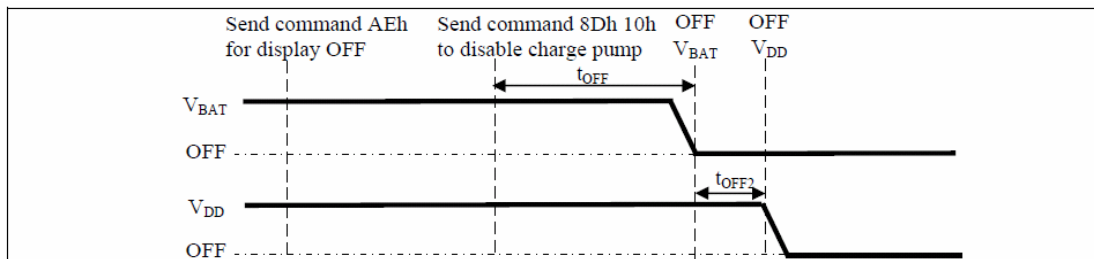 Send command AEh
for display OFF
Send command 8Dh 10h
to disable charge pump
OFF
VBAT
OFF
VDD
tOFF
VBAT
OFF
tOFF2
VDD
OFF